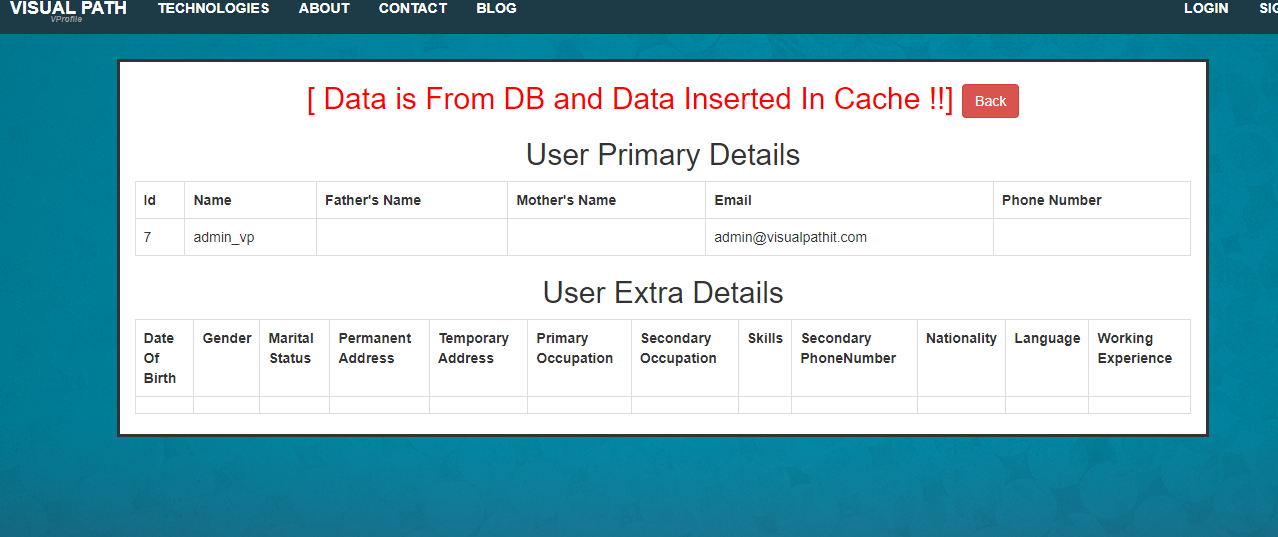 VISUAL PATH TECHNOLOGIES ABOUT CONTACT BLOG LOGIN
VProfile
[ Data is From DB and Data Inserted In Cache !!] Back
User Primary Details
Id Name Father's Name Mother's Name Email Phone Number
7 admin_vp admin@visualpathit.com
User Extra Details
Date Of Birth Gender Marital Status Permanent Address Temporary Address Primary Occupation Secondary Occupation Skills Secondary PhoneNumber Nationality Language Working Experience